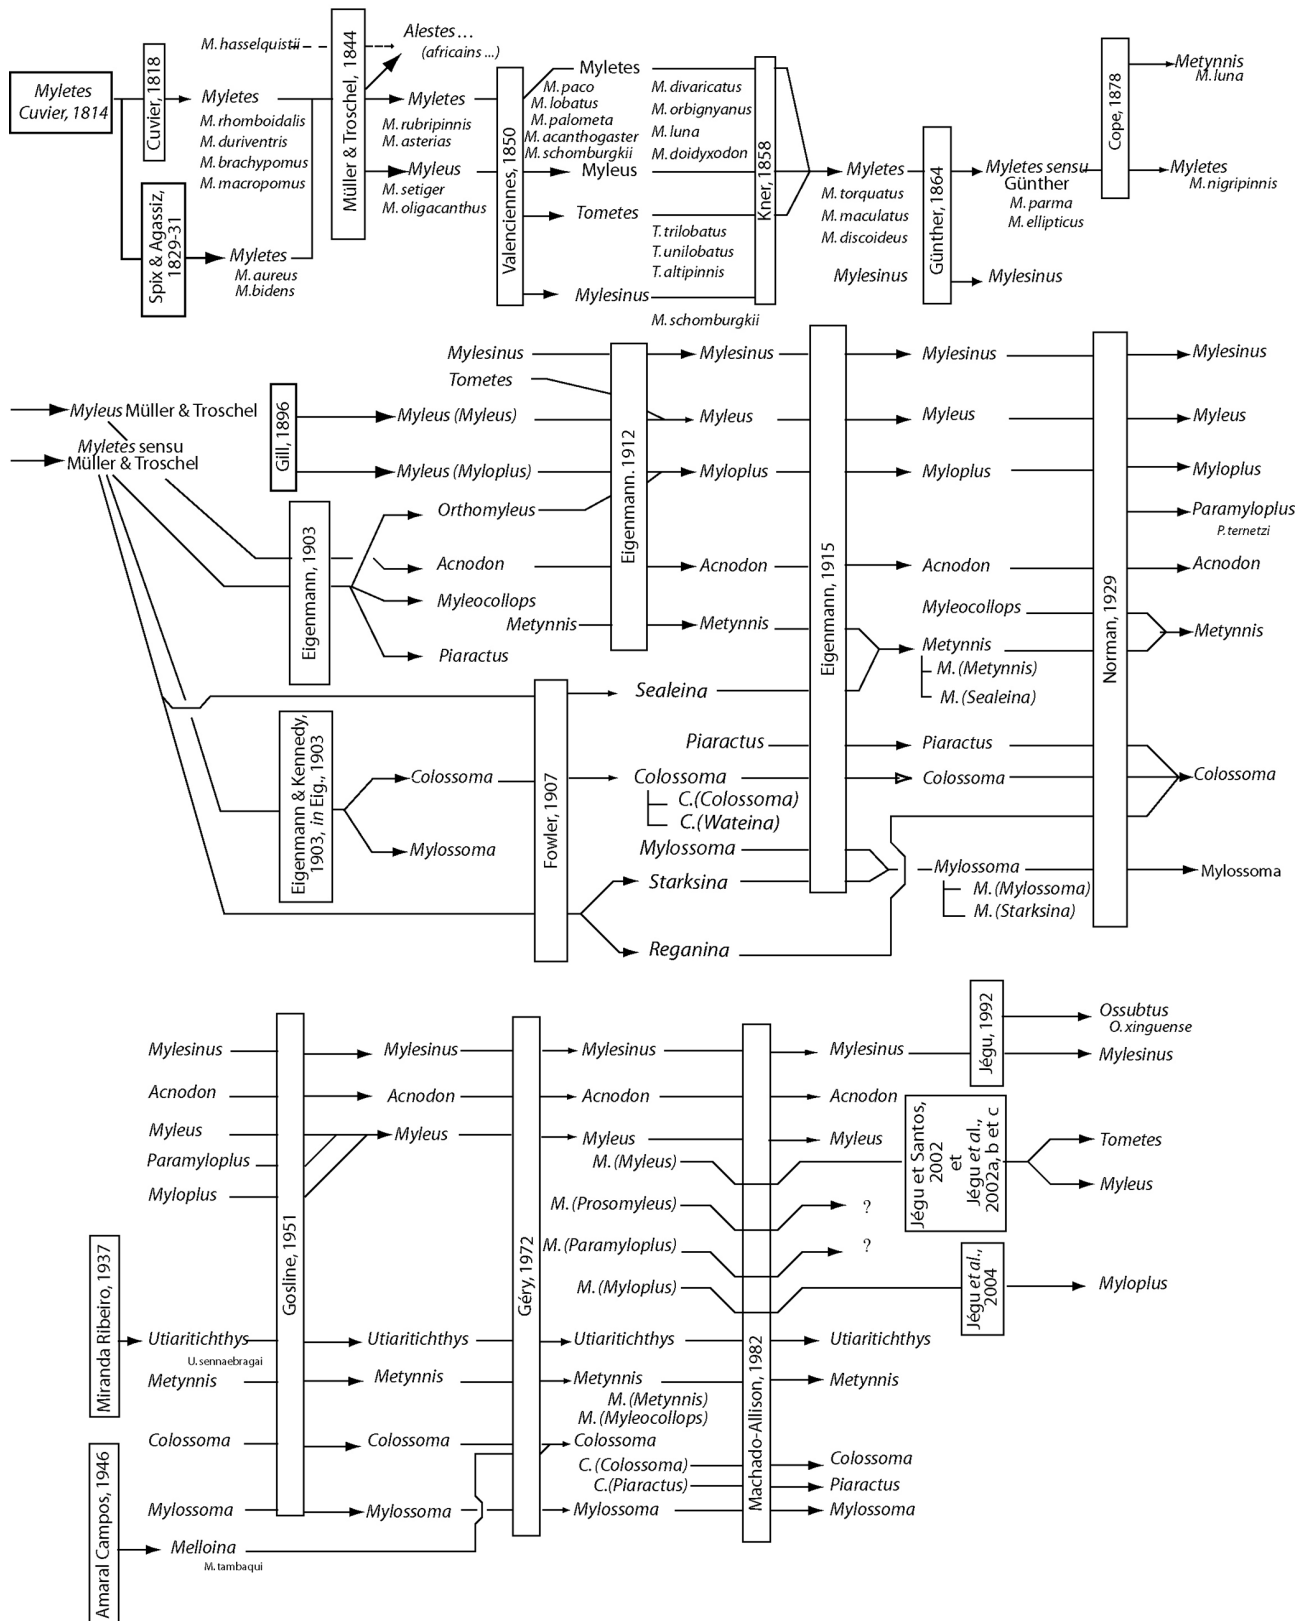 Myletes
Cuvier, 1814
Cuvier, 1818
Spix & Agassiz,
1829-31
M. hasselquistii
Myletes
M. rhomboidalis
M. duriventris
M. brachypomus
M. macropomus
Myletes
M. aureus
M.bidens
Müller & Troschel, 1844
Alestes…
(africains ...)
Myletes
M. rubripinnis
M. asterias
Myleus
M. setiger
M. oligacanthus
Valenciennes, 1850
Myletes
M. paco
M. lobatus
M. palometa
M. acanthogaster
M. schomburgkii
M. divaricatus
M. orbignyanus
M. luna
M. doidyxodon
Myleus
Tometes
T. trilobatus
T. unilobatus
T. altipinnis
Mylesinus
M. schomburgkii
Kner, 1858
Myletes
M. torquatus
M. maculatus
M. discoideus
Mylesinus
Günther, 1864
Myletes sensu
Günther
M. parma
M. ellipticus
Mylesinus
Cope, 1878
Metynnis
M. luna
Myletes
M. nigripinnis
Myleus Müller & Troschel
Myletes sensu
Müller & Troschel
Gill, 1896
Eigenmann, 1903
Eigenmann & Kennedy,
1903, in Eig., 1903
Mylesinus
Tometes
Myleus (Myleus)
Myleus (Myloplus)
Orthomyleus
Acnodon
Myleocollops
Metynnis
Piaractus
Colossoma
Mylossoma
Fowler, 1907
Eigenmann. 1912
Mylesinus
Myleus
Myloplus
Acnodon
Metynnis
Sealeina
Piaractus
Colossoma
C.(Colossoma)
C.(Wateina)
Mylossoma
Starksina
Reganina
Eigenmann, 1915
Mylesinus
Myleus
Myloplus
Acnodon
Myleocollops
Metynnis
M. (Metynnis)
M. (Sealeina)
Piaractus
Colossoma
Mylossoma
M. (Mylossoma)
M. (Starksina)
Norman, 1929
Mylesinus
Myleus
Myloplus
Paramyloplus
P. ternetzi
Acnodon
Metynnis
Colossoma
Mylossoma
Miranda Ribeiro, 1937
Amaral Campos, 1946
Mylesinus
Acnodon
Myleus
Paramyloplus
Myloplus
Utiaritichthys
U. sennaebragai
Metynnis
Colossoma
Mylossoma
Melloina
M. tambaqui
Gosline, 1951
Mylesinus
Acnodon
Myleus
Utiaritichthys
Metynnis
Colossoma
Mylossoma
Géry, 1972
Mylesinus
Acnodon
Myleus
M. (Myleus)
M. (Prosomyleus)
M. (Paramyloplus)
M. (Myloplus)
Utiaritichthys
Metynnis
M. (Metynnis)
M. (Myleocollops)
Colossoma
C. (Colossoma)
C. (Piaractus)
Mylossoma
Machado-Allison, 1982
Mylesinus
Acnodon
Myleus
?
?
Utiaritichthys
Metynnis
Colossoma
Piaractus
Mylossoma
Jégu, 1992
Ossubtus
O. xinguense
Mylesinus
Jégu et Santos,
2002
et
Jégu et al.,
2002a, b et c
Tometes
Myleus
Jégu et al.,
2004
Myloplus